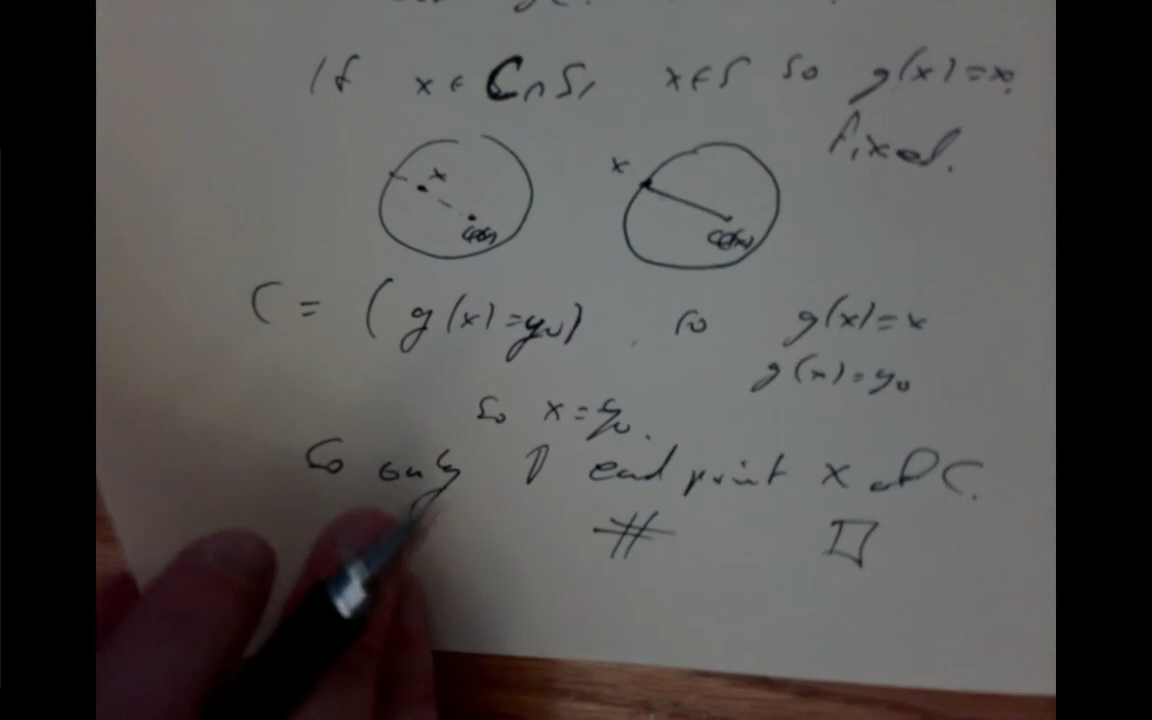 If x ∈ C ∩ S, x ∈ S so g(x)=x.
fixed.
x x
C = (g(x)=y₀) . so g(x)=x
g(x)=y₀
so x=y₀.
So only 1 end point x of C.
# □